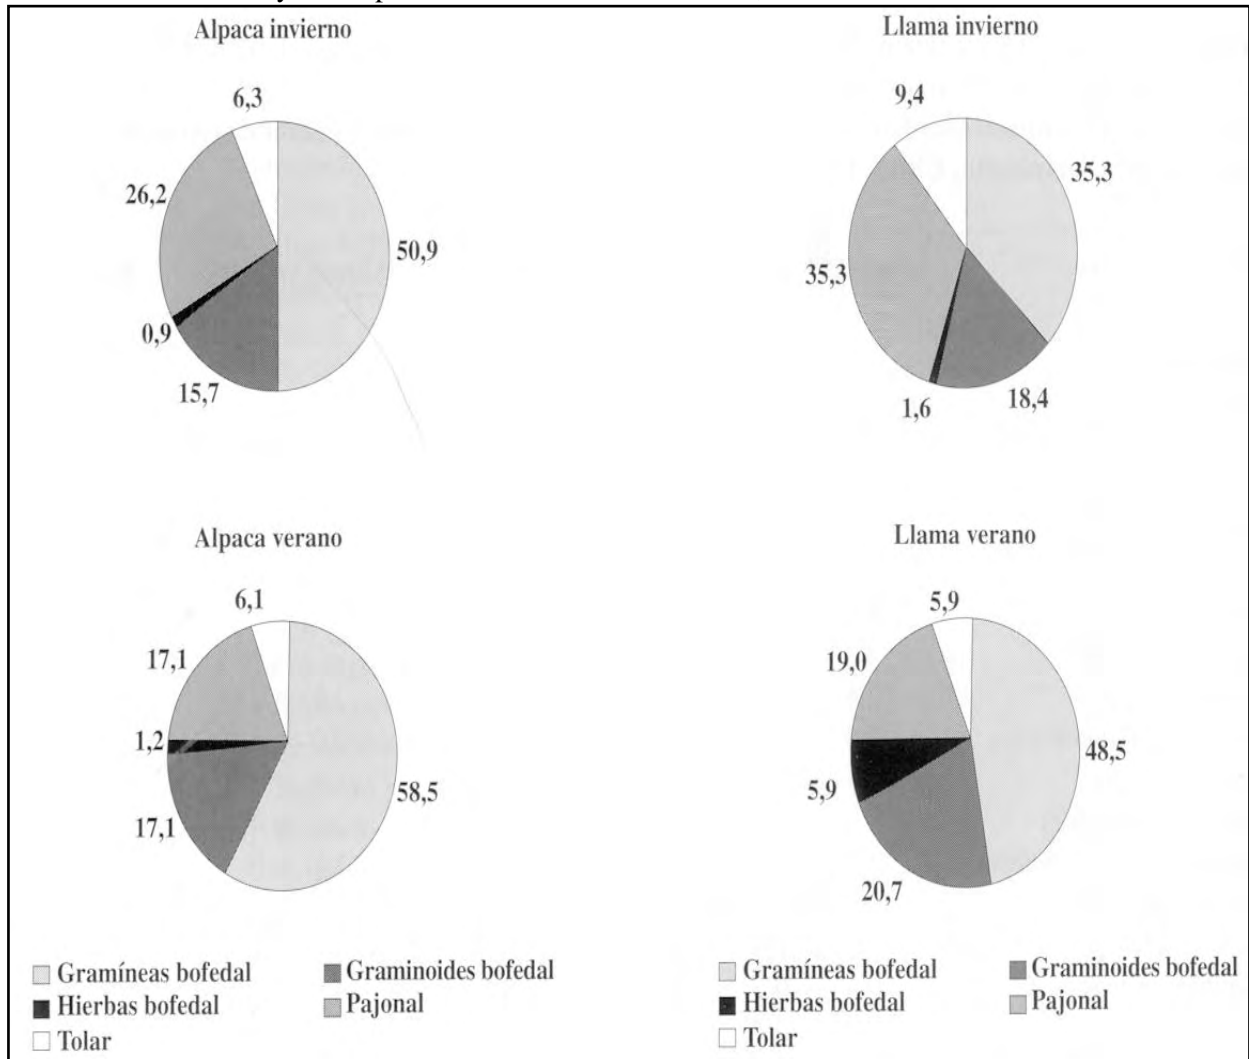 Alpaca invierno
6,3
26,2
50,9
0,9
15,7
Llama invierno
9,4
35,3
35,3
1,6
18,4
Alpaca verano
6,1
17,1
1,2
58,5
17,1
Llama verano
5,9
19,0
48,5
5,9
20,7
Gramíneas bofedal
Graminoides bofedal
Hierbas bofedal
Pajonal
Tolar
Gramíneas bofedal
Graminoides bofedal
Hierbas bofedal
Pajonal
Tolar